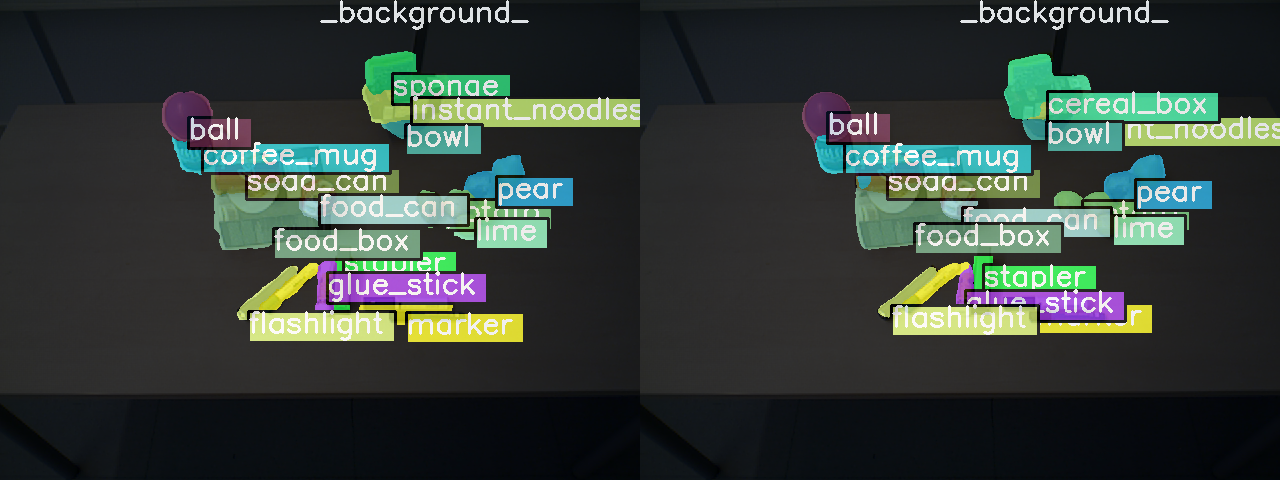 _background_
_background_
sponge
instant_noodles
cereal_box
nt_noodles
ball
bowl
ball
bowl
coffee_mug
coffee_mug
soda_can
soda_can
pear
pear
food_can
food_can
lime
lime
food_box
food_box
stapler
stapler
glue_stick
glue_stick
flashlight
marker
flashlight